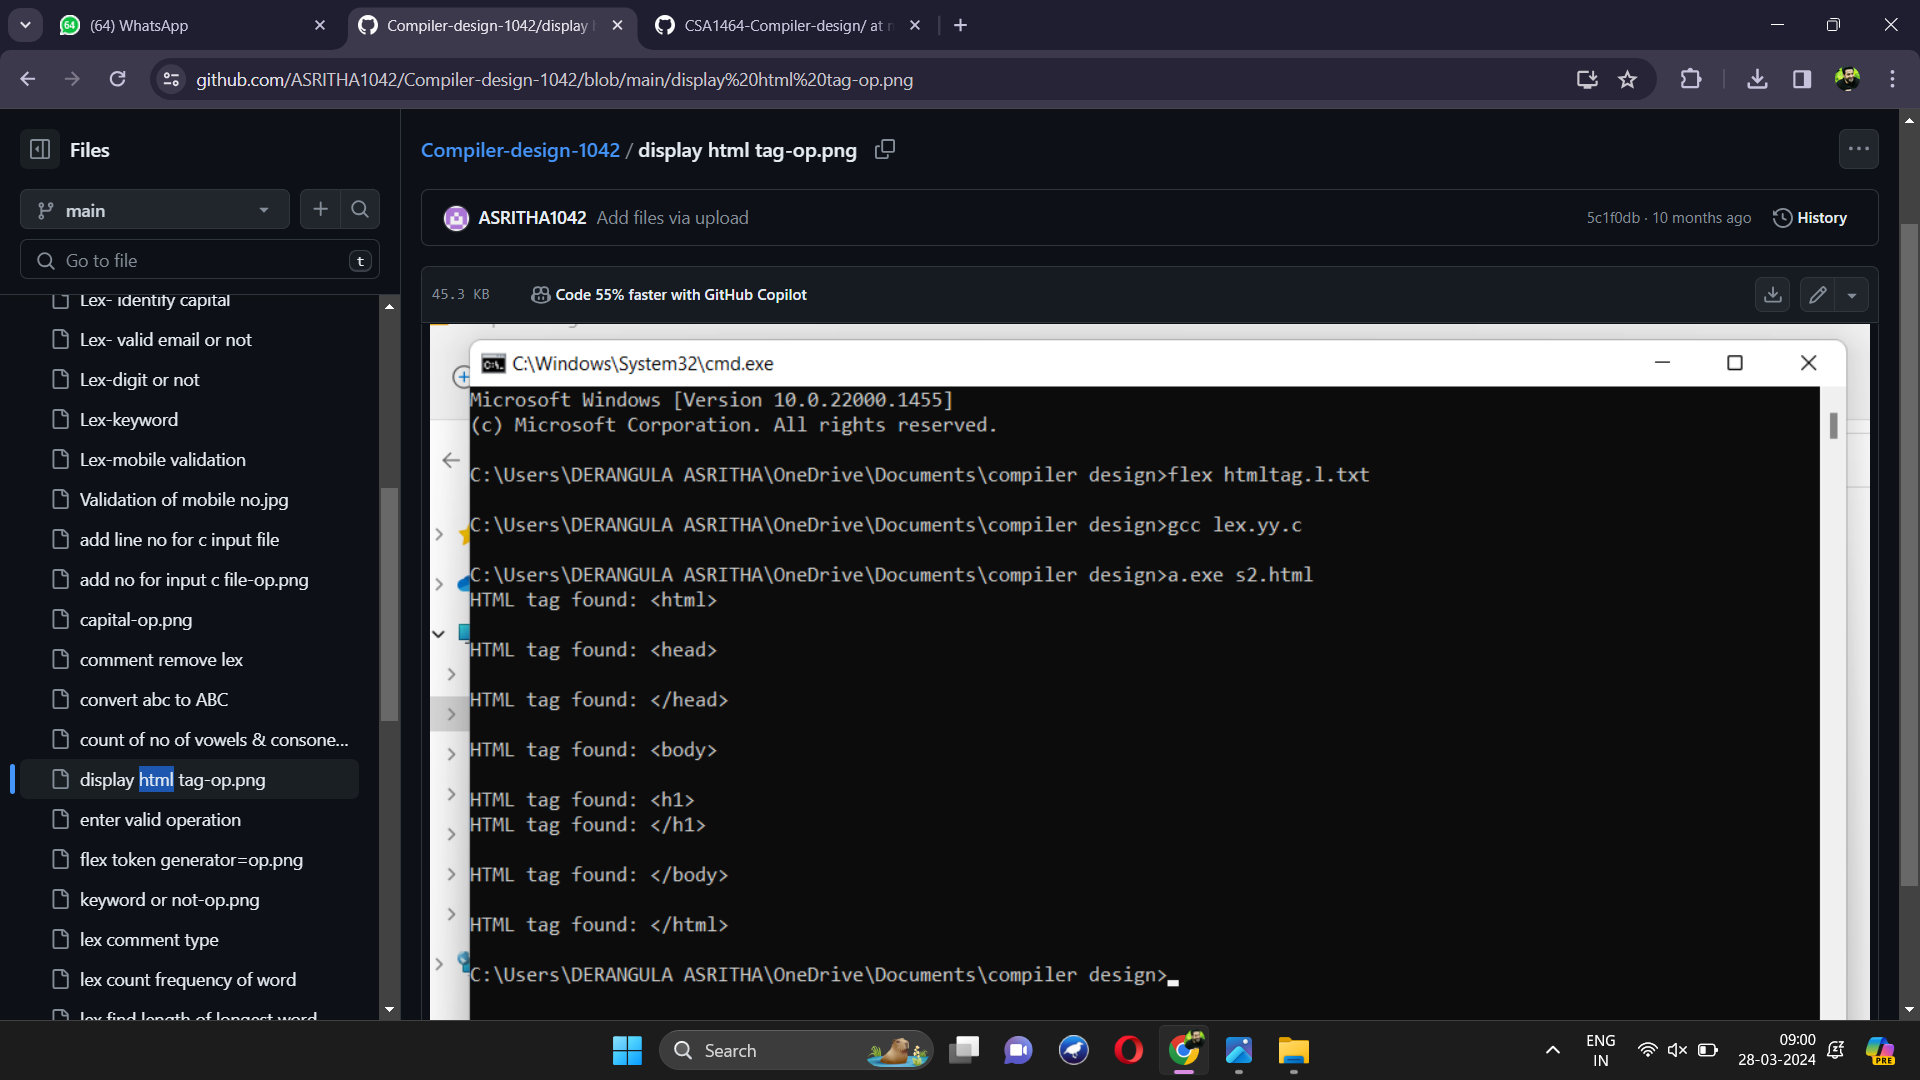 (64) WhatsApp
Compiler-design-1042/display
CSA1464-Compiler-design/ at
github.com/ASRITHA1042/Compiler-design-1042/blob/main/display%20html%20tag-op.png
Files
main
Go to file
t
Lex- identify capital
Lex- valid email or not
Lex-digit or not
Lex-keyword
Lex-mobile validation
Validation of mobile no.jpg
add line no for c input file
add no for input c file-op.png
capital-op.png
comment remove lex
convert abc to ABC
count of no of vowels & consone...
display html tag-op.png
enter valid operation
flex token generator=op.png
keyword or not-op.png
lex comment type
lex count frequency of word
lex find length of longest word
Compiler-design-1042 / display html tag-op.png
ASRITHA1042 Add files via upload
5c1f0db · 10 months ago
History
45.3 KB
Code 55% faster with GitHub Copilot
C:\Windows\System32\cmd.exe
Microsoft Windows [Version 10.0.22000.1455]
(c) Microsoft Corporation. All rights reserved.
C:\Users\DERANGULA ASRITHA\OneDrive\Documents\compiler design>flex htmltag.l.txt
C:\Users\DERANGULA ASRITHA\OneDrive\Documents\compiler design>gcc lex.yy.c
C:\Users\DERANGULA ASRITHA\OneDrive\Documents\compiler design>a.exe s2.html
HTML tag found: <html>
HTML tag found: <head>
HTML tag found: </head>
HTML tag found: <body>
HTML tag found: <h1>
HTML tag found: </h1>
HTML tag found: </body>
HTML tag found: </html>
C:\Users\DERANGULA ASRITHA\OneDrive\Documents\compiler design>
Search
ENG
IN
09:00
28-03-2024
PRE